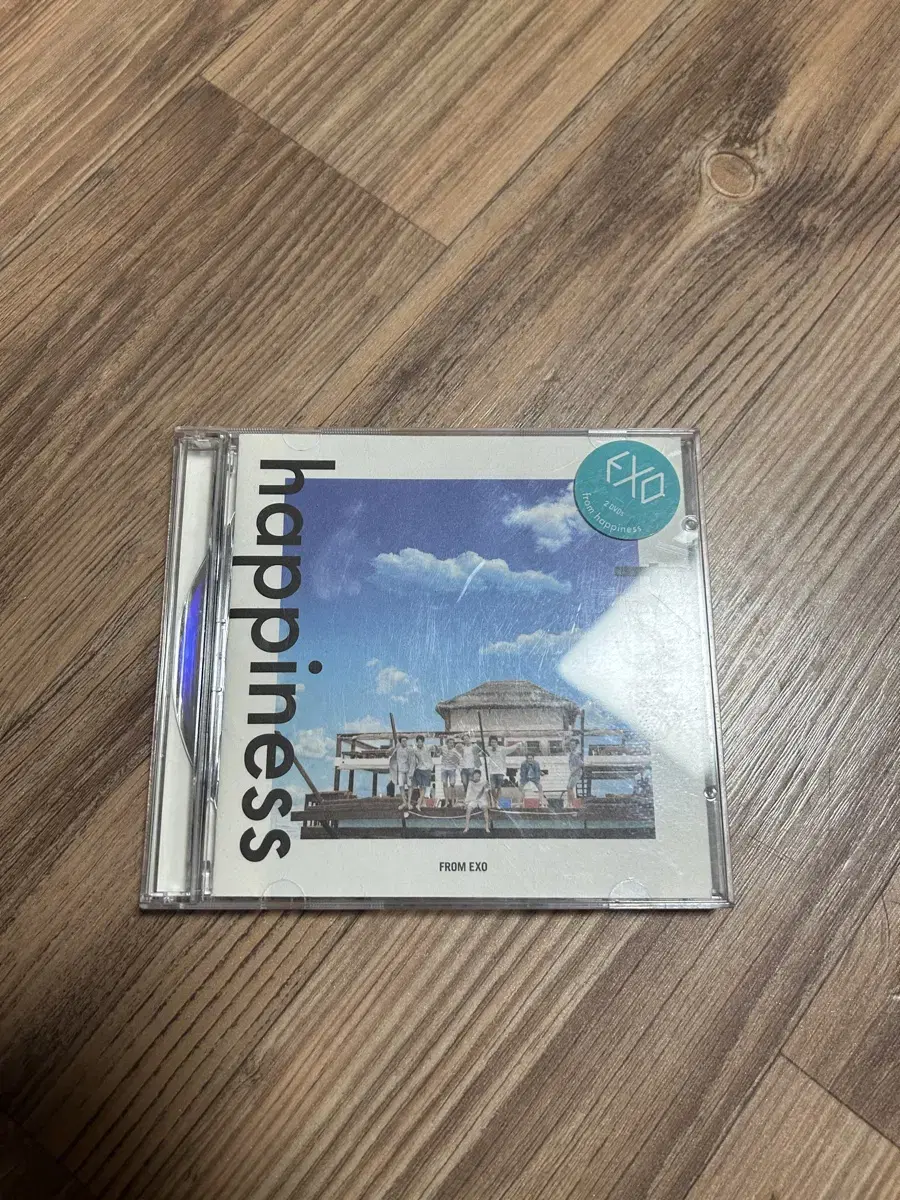 happiness
EXO
2 DVDs
from happiness
FROM EXO